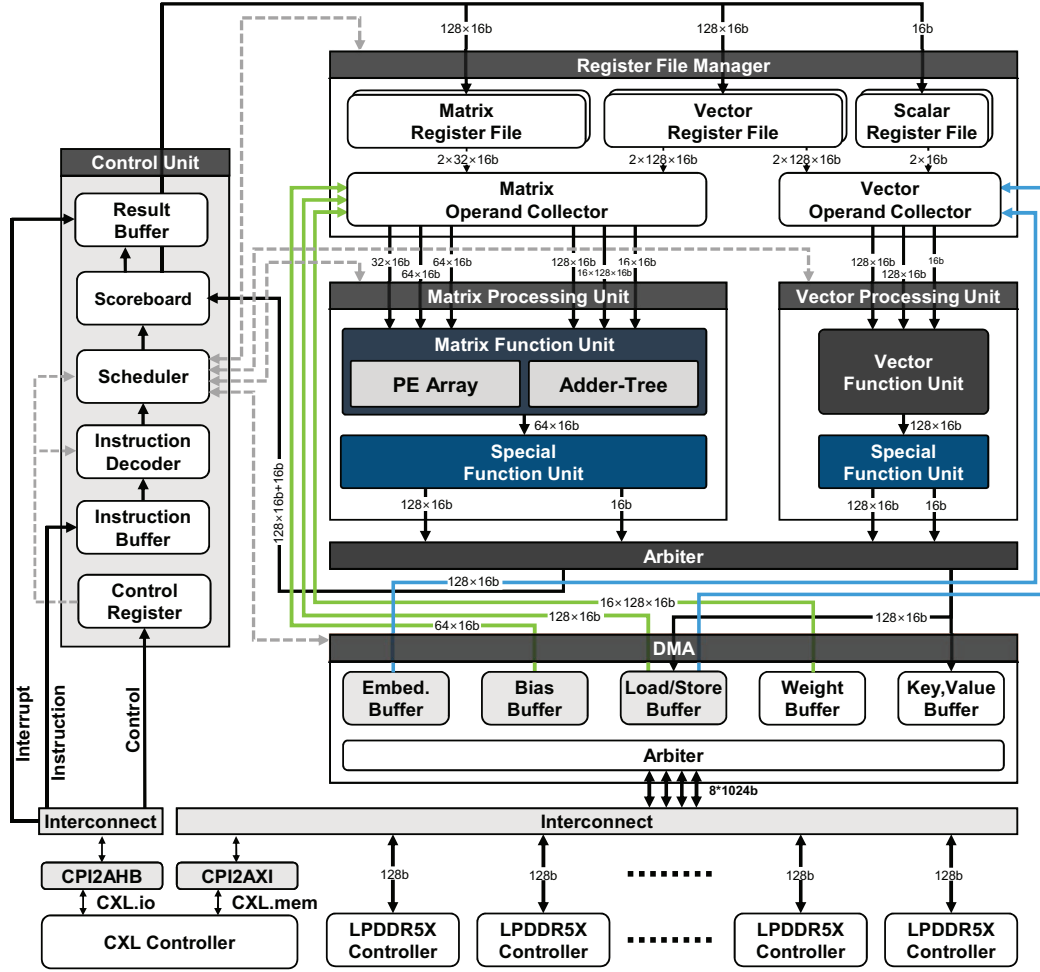 128×16b
128×16b
16b
Register File Manager
Matrix
Register File
Vector
Register File
Scalar
Register File
2×32×16b
2×128×16b
2×128×16b
2×16b
Matrix
Operand Collector
Vector
Operand Collector
Control Unit
Result
Buffer
Scoreboard
Scheduler
Instruction
Decoder
Instruction
Buffer
Control
Register
32×16b
64×16b
64×16b
128×16b
16×128×16b
16×16b
128×16b
128×16b
16b
Matrix Processing Unit
Vector Processing Unit
Matrix Function Unit
PE Array
Adder-Tree
Vector
Function Unit
64×16b
128×16b
Special
Function Unit
Special
Function Unit
128×16b
16b
128×16b
16b
128×16b+16b
Arbiter
128×16b
16×128×16b
128×16b
128×16b
64×16b
DMA
Embed.
Buffer
Bias
Buffer
Load/Store
Buffer
Weight
Buffer
Key,Value
Buffer
Arbiter
8*1024b
Interrupt
Instruction
Control
Interconnect
Interconnect
CPI2AHB
CPI2AXI
CXL.io
CXL.mem
CXL Controller
128b
128b
128b
128b
LPDDR5X
Controller
LPDDR5X
Controller
LPDDR5X
Controller
LPDDR5X
Controller